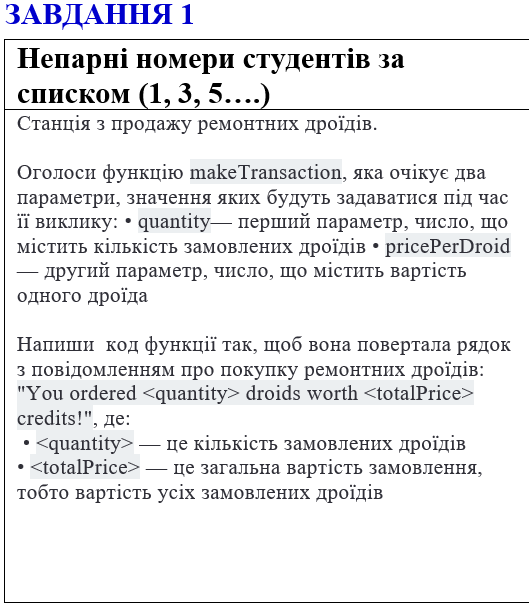 ЗАВДАННЯ 1
Непарні номери студентів за
списком (1, 3, 5….)
Станція з продажу ремонтних дроїдів.
Оголоси функцію makeTransaction, яка очікує два
параметри, значення яких будуть задаватися під час
її виклику: • quantity— перший параметр, число, що
містить кількість замовлених дроїдів • pricePerDroid
— другий параметр, число, що містить вартість
одного дроїда
Напиши  код функції так, щоб вона повертала рядок
з повідомленням про покупку ремонтних дроїдів:
"You ordered <quantity> droids worth <totalPrice>
credits!", де:
• <quantity> — це кількість замовлених дроїдів
• <totalPrice> — це загальна вартість замовлення,
тобто вартість усіх замовлених дроїдів